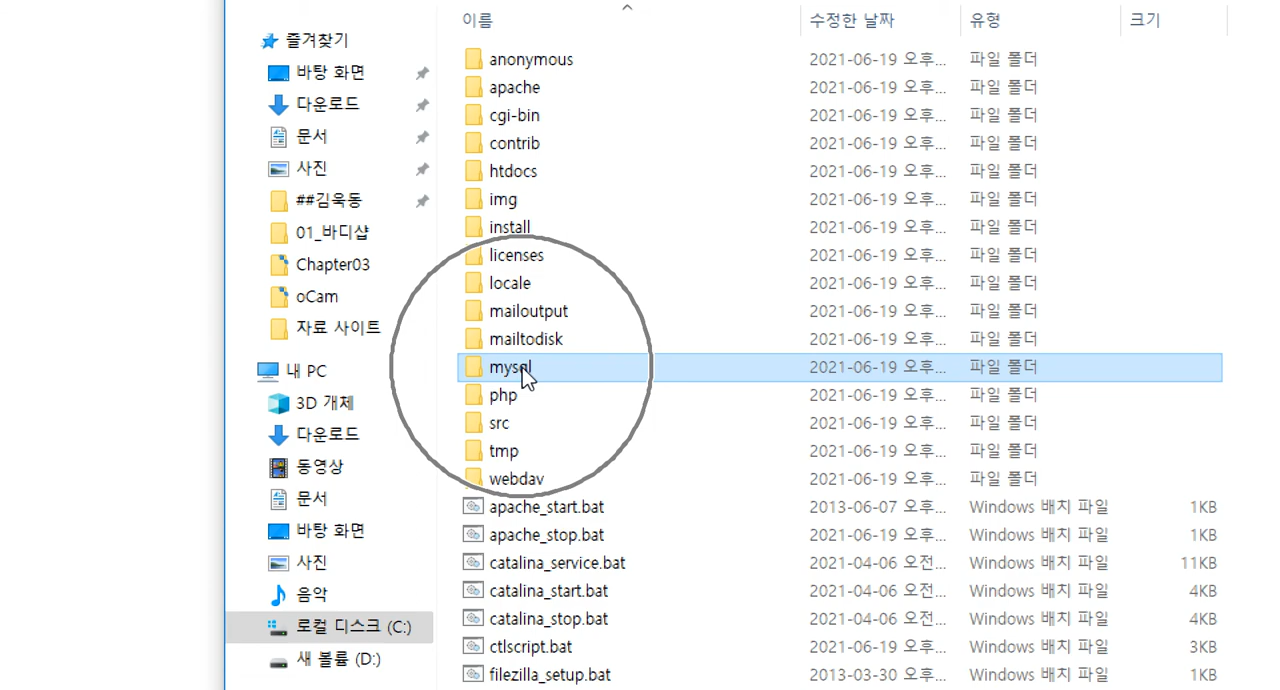 이름 수정한 날짜 유형 크기
즐겨찾기
바탕 화면
다운로드
문서
사진
##김욱동
01_바디샵
Chapter03
oCam
자료 사이트
내 PC
3D 개체
다운로드
동영상
문서
바탕 화면
사진
음악
로컬 디스크 (C:)
새 볼륨 (D:)
anonymous 2021-06-19 오후... 파일 폴더
apache 2021-06-19 오후... 파일 폴더
cgi-bin 2021-06-19 오후... 파일 폴더
contrib 2021-06-19 오후... 파일 폴더
htdocs 2021-06-19 오후... 파일 폴더
img 2021-06-19 오후... 파일 폴더
install 2021-06-19 오후... 파일 폴더
licenses 2021-06-19 오후... 파일 폴더
locale 2021-06-19 오후... 파일 폴더
mailoutput 2021-06-19 오후... 파일 폴더
mailtodisk 2021-06-19 오후... 파일 폴더
mysql 2021-06-19 오후... 파일 폴더
php 2021-06-19 오후... 파일 폴더
src 2021-06-19 오후... 파일 폴더
tmp 2021-06-19 오후... 파일 폴더
webdav 2021-06-19 오후... 파일 폴더
apache_start.bat 2013-06-07 오후... Windows 배치 파일 1KB
apache_stop.bat 2021-06-19 오후... Windows 배치 파일 1KB
catalina_service.bat 2021-04-06 오전... Windows 배치 파일 11KB
catalina_start.bat 2021-04-06 오전... Windows 배치 파일 4KB
catalina_stop.bat 2021-04-06 오전... Windows 배치 파일 4KB
ctlscript.bat 2021-06-19 오후... Windows 배치 파일 3KB
filezilla_setup.bat 2013-03-30 오후... Windows 배치 파일 1KB